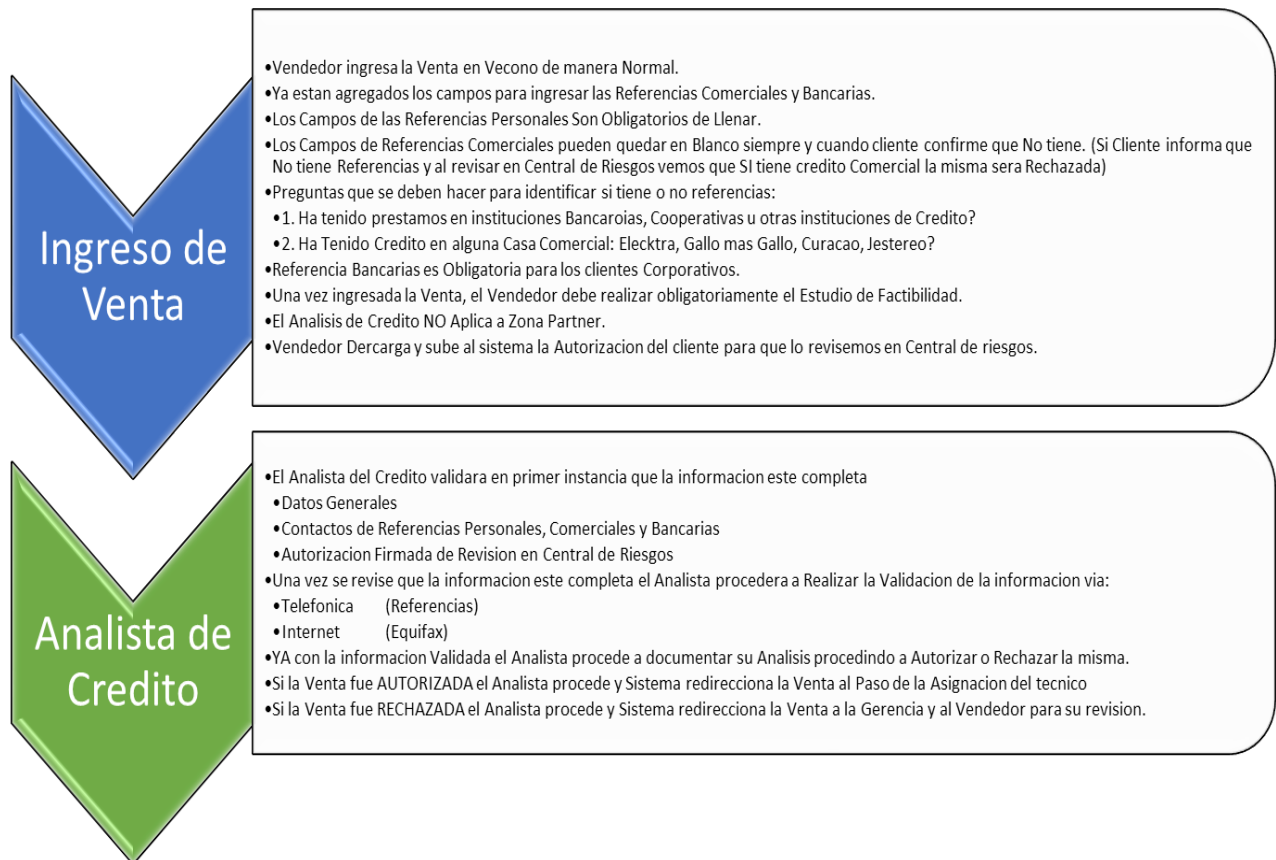 Ingreso de
Venta
•Vendedor ingresa la Venta en Vecono de manera Normal.
•Ya estan agregados los campos para ingresar las Referencias Comerciales y Bancarias.
•Los Campos de las Referencias Personales Son Obligatorios de Llenar.
•Los Campos de Referencias Comerciales pueden quedar en Blanco siempre y cuando cliente confirme que No tiene. (Si Cliente informa que
No tiene Referencias y al revisar en Central de Riesgos vemos que SI tiene credito Comercial la misma sera Rechazada)
•Preguntas que se deben hacer para identificar si tiene o no referencias:
•1. Ha tenido prestamos en instituciones Bancaroias, Cooperativas u otras instituciones de Credito?
•2. Ha Tenido Credito en alguna Casa Comercial: Elecktra, Gallo mas Gallo, Curacao, Jestereo?
•Referencia Bancarias es Obligatoria para los clientes Corporativos.
•Una vez ingresada la Venta, el Vendedor debe realizar obligatoriamente el Estudio de Factibilidad.
•El Analisis de Credito NO Aplica a Zona Partner.
•Vendedor Dercarga y sube al sistema la Autorizacion del cliente para que lo revisemos en Central de riesgos.
Analista de
Credito
•El Analista del Credito validara en primer instancia que la informacion este completa
•Datos Generales
•Contactos de Referencias Personales, Comerciales y Bancarias
•Autorizacion Firmada de Revision en Central de Riesgos
•Una vez se revise que la informacion este completa el Analista procedera a Realizar la Validacion de la informacion via:
•Telefonica (Referencias)
•Internet (Equifax)
•YA con la informacion Validada el Analista procede a documentar su Analisis procedindo a Autorizar o Rechazar la misma.
•Si la Venta fue AUTORIZADA el Analista procede y Sistema redirecciona la Venta al Paso de la Asignacion del tecnico
•Si la Venta fue RECHAZADA el Analista procede y Sistema redirecciona la Venta a la Gerencia y al Vendedor para su revision.